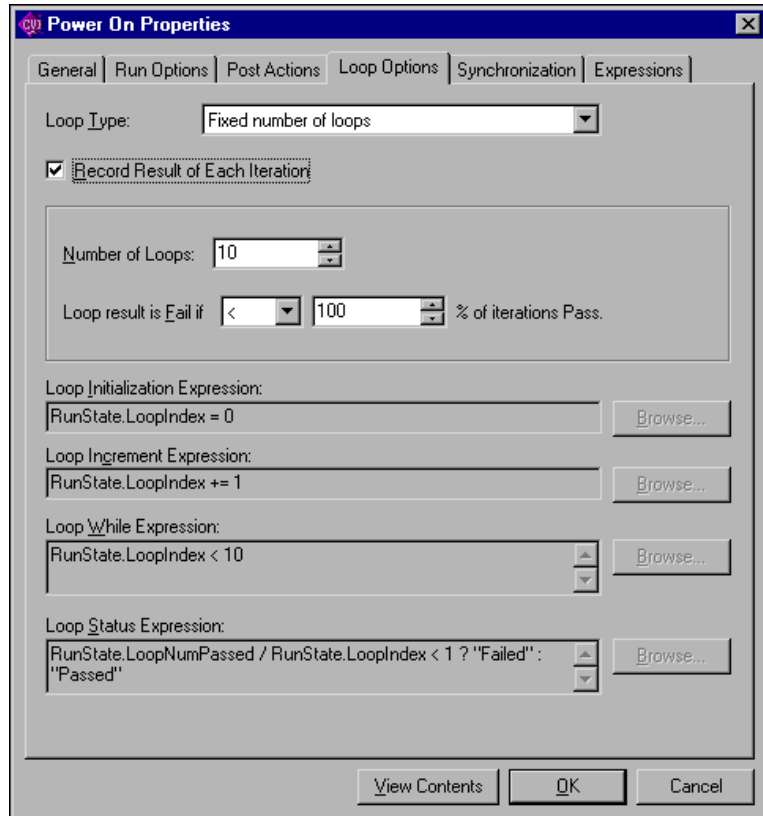 CVI Power On Properties
General Run Options Post Actions Loop Options Synchronization Expressions
Loop Type: Fixed number of loops
Record Result of Each Iteration
Number of Loops: 10
Loop result is Fail if < 100 % of iterations Pass.
Loop Initialization Expression:
RunState.LoopIndex = 0 Browse...
Loop Increment Expression:
RunState.LoopIndex += 1 Browse...
Loop While Expression:
RunState.LoopIndex < 10 Browse...
Loop Status Expression:
RunState.LoopNumPassed / RunState.LoopIndex < 1 ? "Failed" : Browse...
"Passed"
View Contents OK Cancel